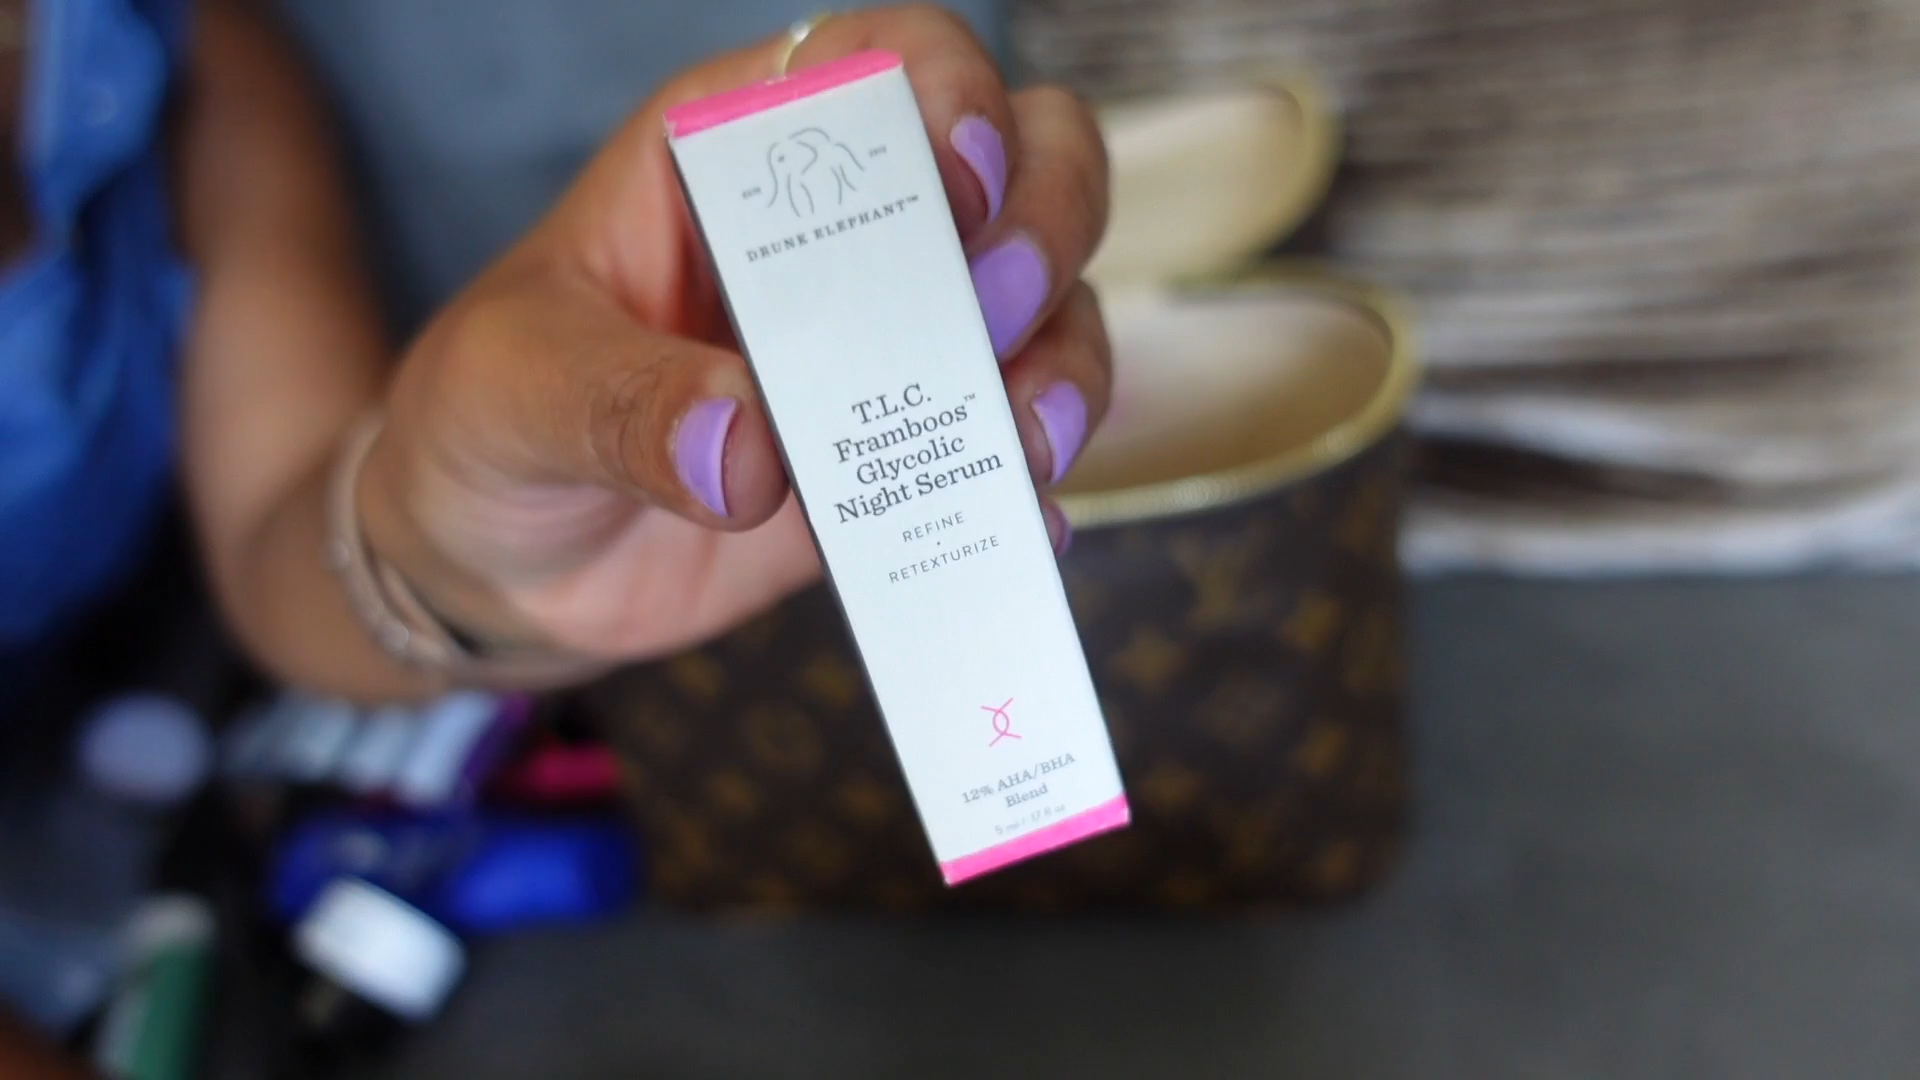 DRUNK ELEPHANT™
T.L.C.
Framboos™
Glycolic
Night Serum
REFINE
•
RETEXTURIZE
12% AHA/BHA
Blend